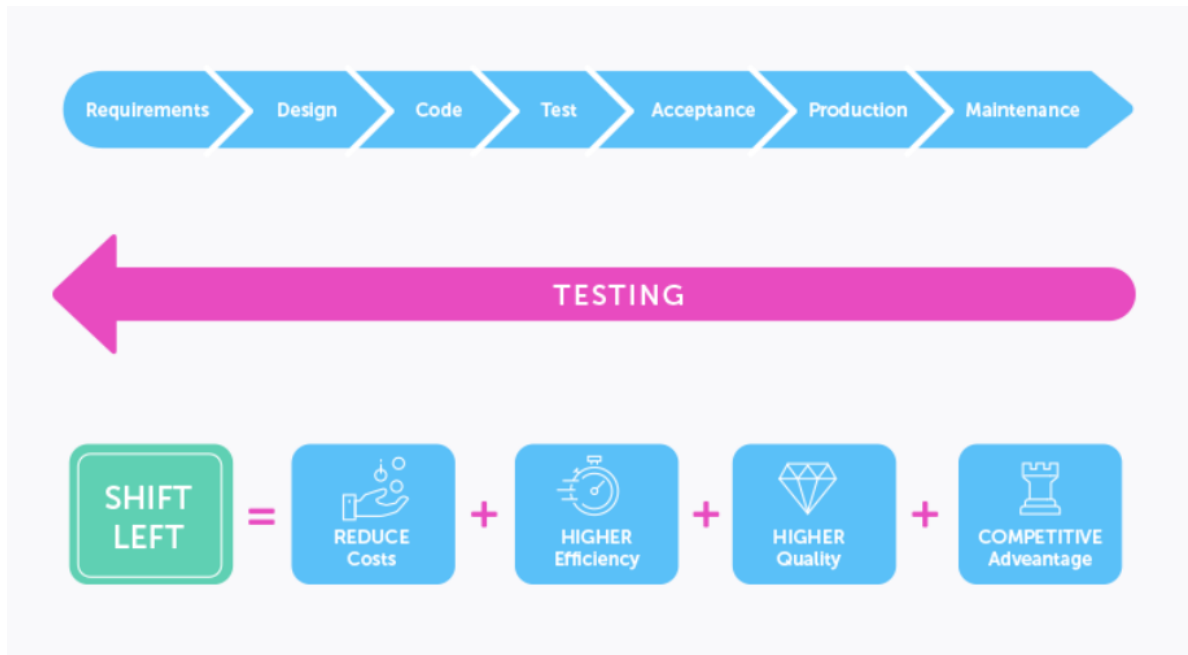 Requirements Design Code Test Acceptance Production Maintenance
TESTING
SHIFT
LEFT
=
REDUCE
Costs
+
HIGHER
Efficiency
+
HIGHER
Quality
+
COMPETITIVE
Adveantage